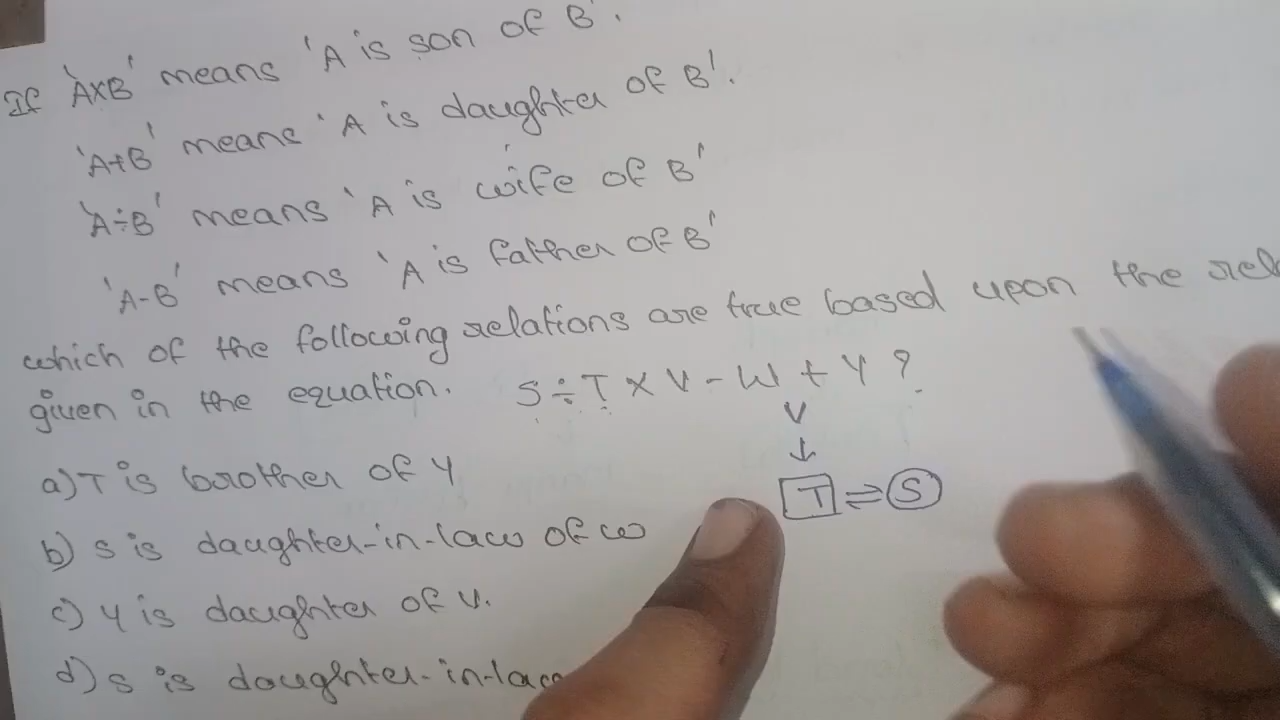 If 'A×B' means 'A is son of B'.
'A+B' means 'A is daughter of B'.
'A÷B' means 'A is wife of B'
'A-B' means 'A is father of B'
which of the following relations are true based upon the
given in the equation. S ÷ T × V - W + Y ?
V
↓
a) T is brother of Y
T ⇌ S
b) S is daughter-in-law of W
c) Y is daughter of V.
d) S is daughter-in-law